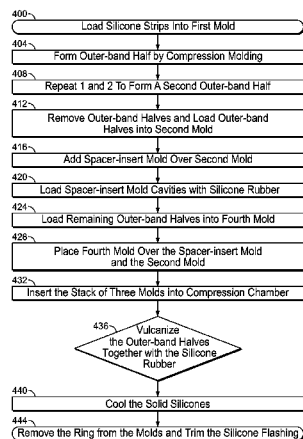 400
Load Silicone Strips Into First Mold
404
Form Outer-band Half by Compression Molding
408
Repeat 1 and 2 To Form A Second Outer-band Half
412
Remove Outer-band Halves and Load Outer-band
Halves into Second Mold
416
Add Spacer-insert Mold Over Second Mold
420
Load Spacer-insert Mold Cavities with Silicone Rubber
424
Load Remaining Outer-band Halves into Fourth Mold
426
Place Fourth Mold Over the Spacer-insert Mold
and the Second Mold
432
Insert the Stack of Three Molds into Compression Chamber
436
Vulcanize
the Outer-band Halves
Together with the Silicone
Rubber
440
Cool the Solid Silicones
444
Remove the Ring from the Molds and Trim the Silicone Flashing